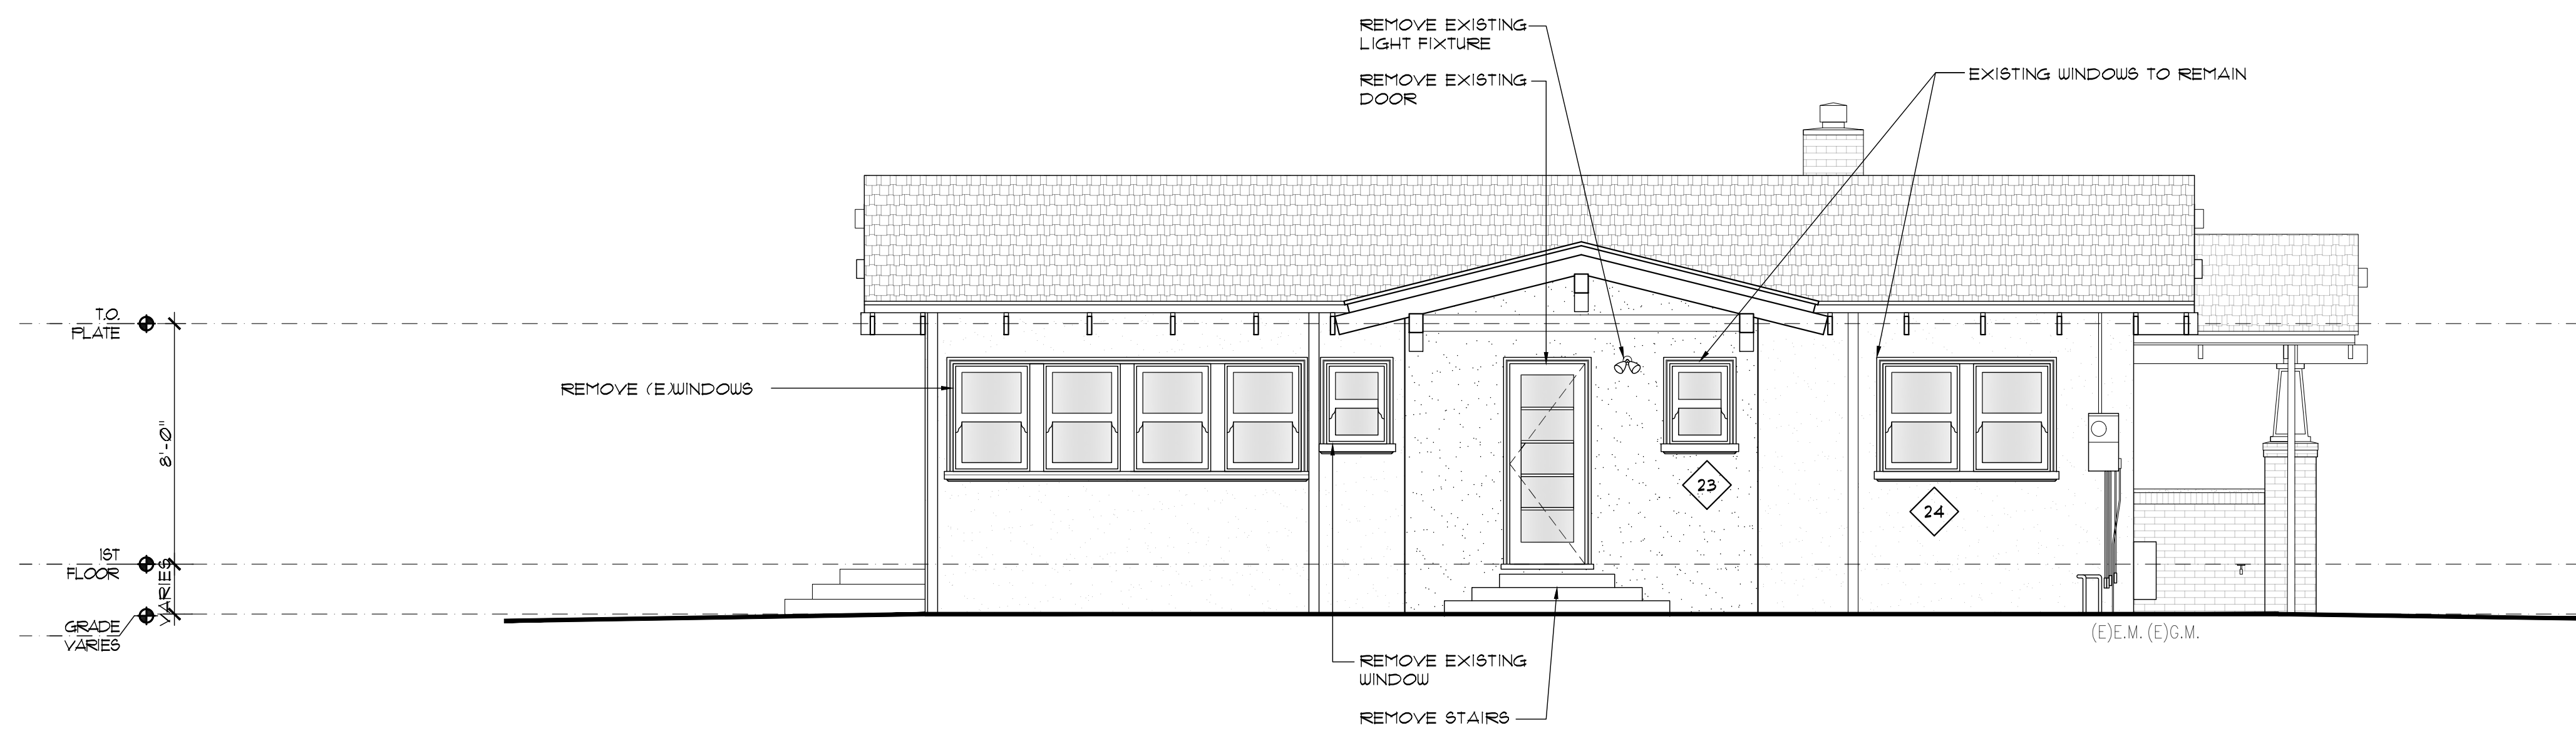 REMOVE EXISTING
LIGHT FIXTURE
REMOVE EXISTING
DOOR
EXISTING WINDOWS TO REMAIN
T.O.
PLATE
REMOVE (E)WINDOWS
8'-0"
23
24
1ST
FLOOR
VARIES
GRADE
VARIES
(E)E.M. (E)G.M.
REMOVE EXISTING
WINDOW
REMOVE STAIRS